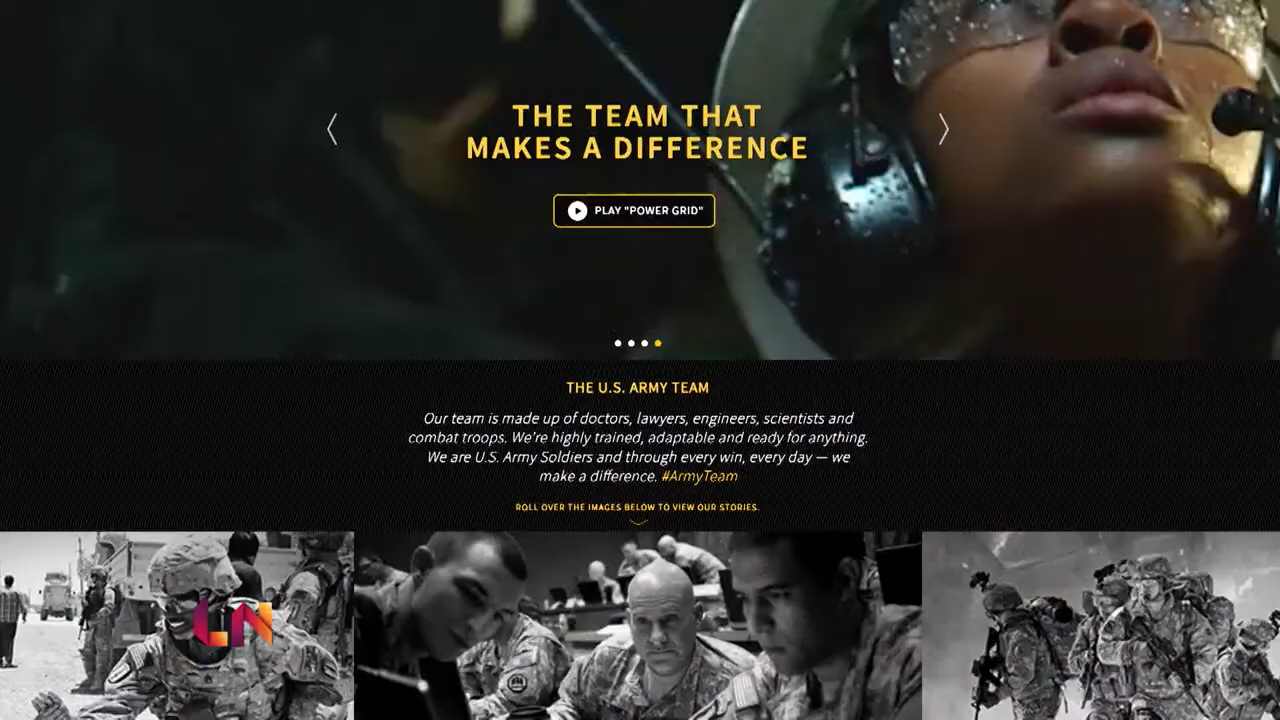 THE TEAM THAT
MAKES A DIFFERENCE
PLAY "POWER GRID"
THE U.S. ARMY TEAM
Our team is made up of doctors, lawyers, engineers, scientists and
combat troops. We're highly trained, adaptable and ready for anything.
We are U.S. Army Soldiers and through every win, every day — we
make a difference. #ArmyTeam
ROLL OVER THE IMAGES BELOW TO VIEW OUR STORIES.
LN